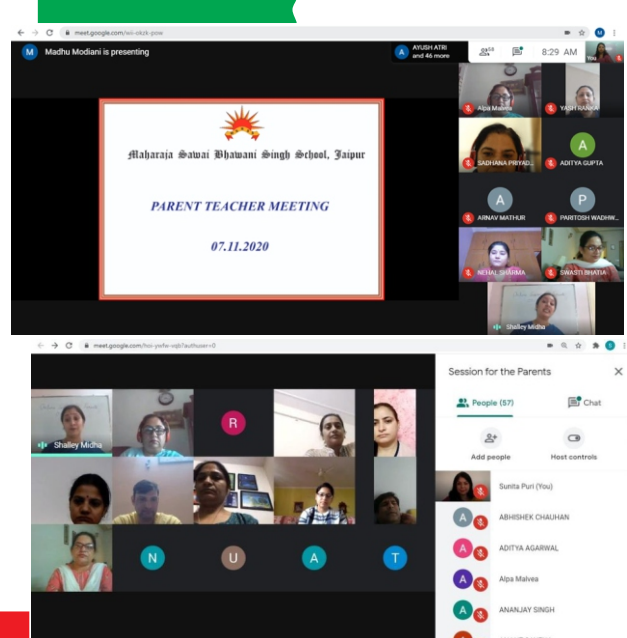 meet.google.com/wii-okzk-pow
M Madhu Modiani is presenting
A AYUSH ATRI
and 46 more
8:29 AM
You
Maharaja Sawai Bhawani Singh School, Jaipur
PARENT TEACHER MEETING
07.11.2020
Alpa Malvea
YASH RANKA
A
SADHANA PRIYAD...
ADITYA GUPTA
A
P
ARNAV MATHUR
PARITOSH WADHW...
NEHAL SHARMA
SWASTI BHATIA
Shalley Midha
meet.google.com/hoi-ywfw-vqb?authuser=0
S
Session for the Parents
People (57)
Chat
Add people
Host controls
R
Shalley Midha
N
U
A
T
Sunita Puri (You)
A ABHISHEK CHAUHAN
A ADITYA AGARWAL
A Alpa Malvea
A ANANJAY SINGH